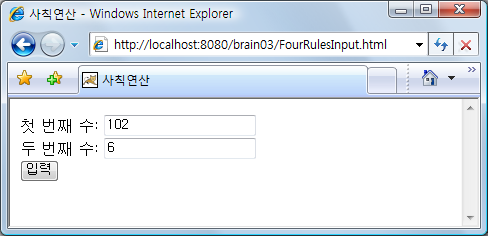 사칙연산 - Windows Internet Explorer
http://localhost:8080/brain03/FourRulesInput.html
사칙연산
첫 번째 수: 102
두 번째 수: 6
입력